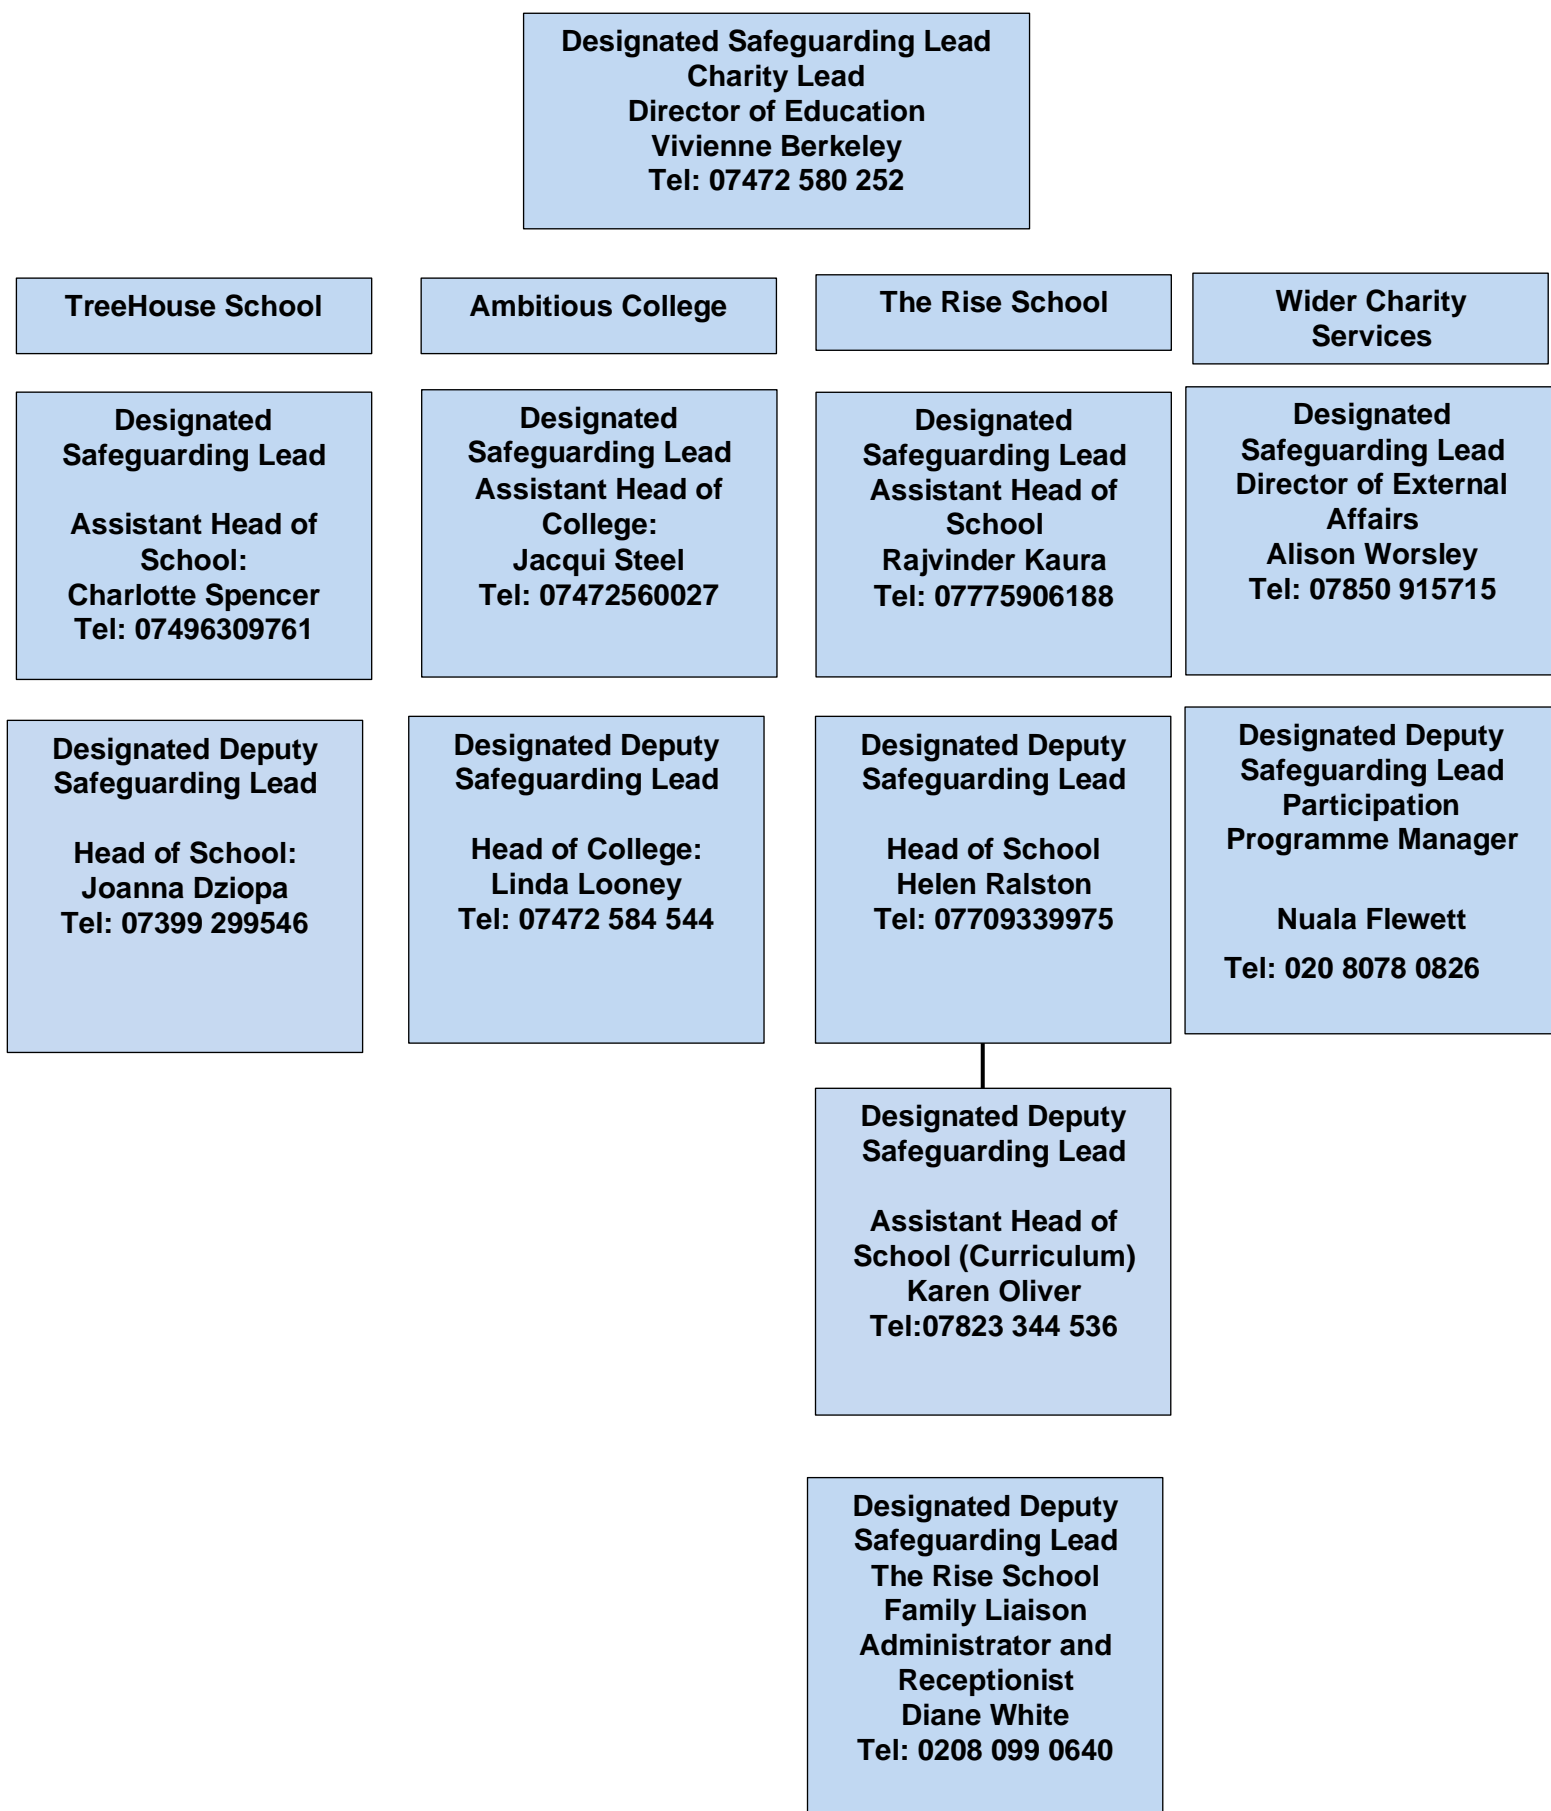 Designated Safeguarding Lead
Charity Lead
Director of Education
Vivienne Berkeley
Tel: 07472 580 252
TreeHouse School
Ambitious College
The Rise School
Wider Charity
Services
Designated
Safeguarding Lead
Assistant Head of
School:
Charlotte Spencer
Tel: 07496309761
Designated
Safeguarding Lead
Assistant Head of
College:
Jacqui Steel
Tel: 07472560027
Designated
Safeguarding Lead
Assistant Head of
School
Rajvinder Kaura
Tel: 07775906188
Designated
Safeguarding Lead
Director of External
Affairs
Alison Worsley
Tel: 07850 915715
Designated Deputy
Safeguarding Lead
Head of School:
Joanna Dziopa
Tel: 07399 299546
Designated Deputy
Safeguarding Lead
Head of College:
Linda Looney
Tel: 07472 584 544
Designated Deputy
Safeguarding Lead
Head of School
Helen Ralston
Tel: 07709339975
Designated Deputy
Safeguarding Lead
Participation
Programme Manager
Nuala Flewett
Tel: 020 8078 0826
Designated Deputy
Safeguarding Lead
Assistant Head of
School (Curriculum)
Karen Oliver
Tel:07823 344 536
Designated Deputy
Safeguarding Lead
The Rise School
Family Liaison
Administrator and
Receptionist
Diane White
Tel: 0208 099 0640